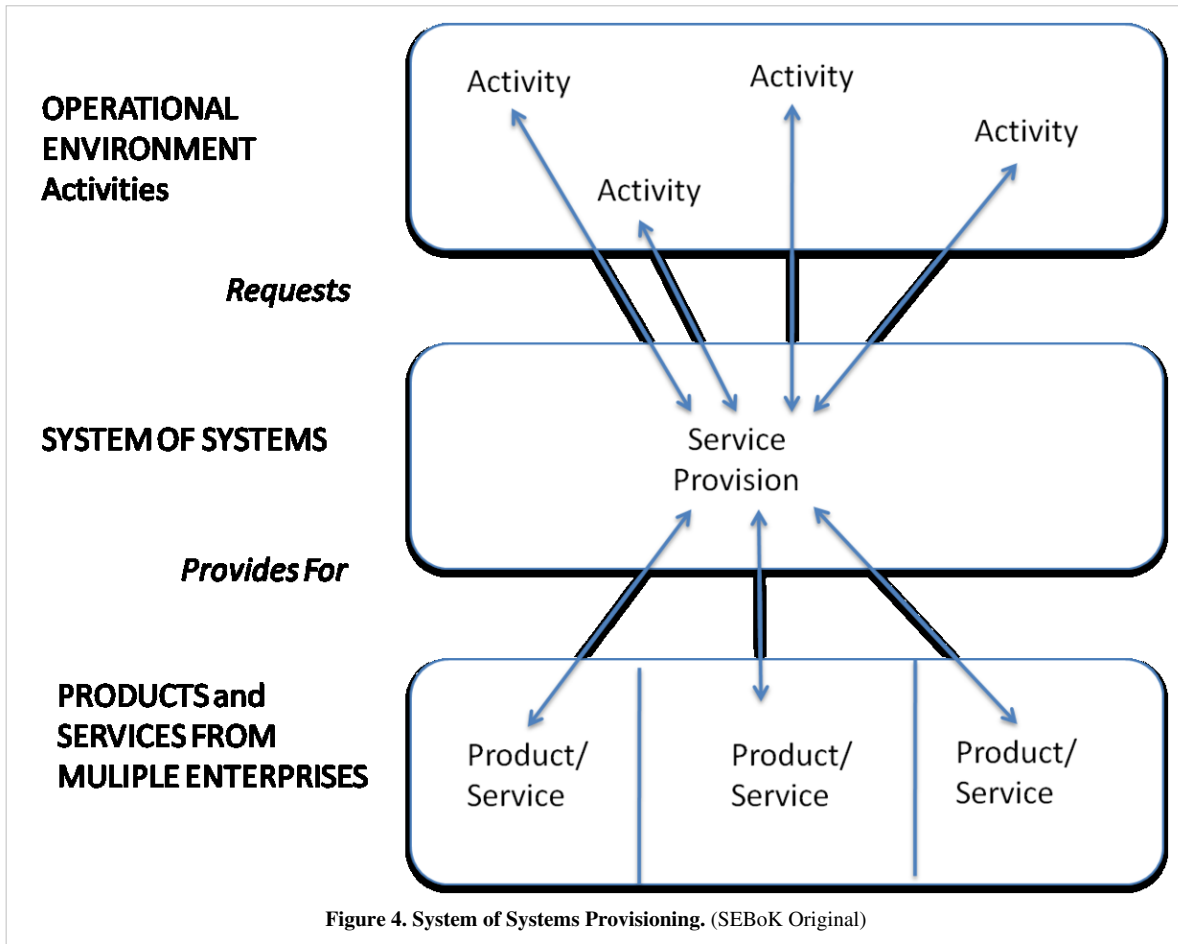 OPERATIONAL
ENVIRONMENT
Activities
Activity
Activity
Activity
Activity
Requests
SYSTEM OF SYSTEMS
Service
Provision
Provides For
PRODUCTS and
SERVICES FROM
MULIPLE ENTERPRISES
Product/
Service
Product/
Service
Product/
Service
Figure 4. System of Systems Provisioning. (SEBoK Original)